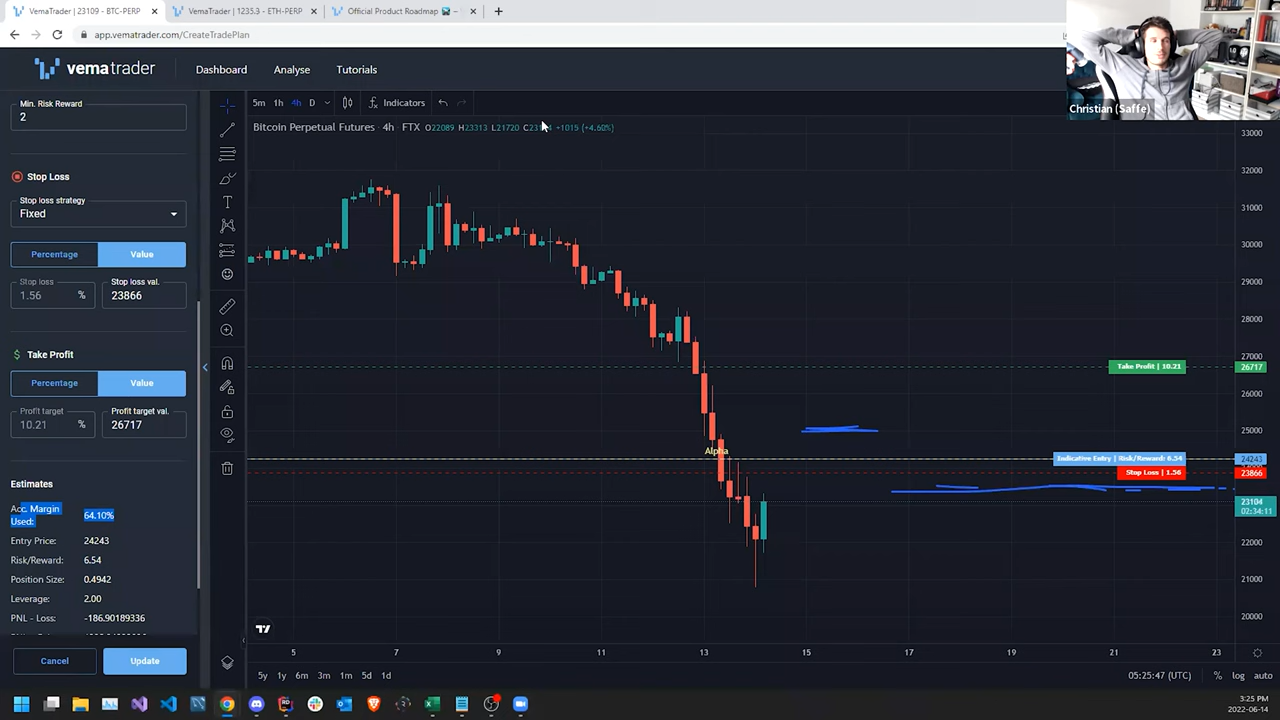 VemaTrader | 23109 - BTC-PERP
VemaTrader | 1235.3 - ETH-PERP
Official Product Roadmap
app.vematrader.com/CreateTradePlan
vematrader
Dashboard
Analyse
Tutorials
Christian (Saffe)
Min. Risk Reward
2
5m 1h 4h D
Indicators
Bitcoin Perpetual Futures · 4h FTX O22089 H23313 L21720 +1015 (+4.60%)
Stop Loss
Stop loss strategy
Fixed
Percentage Value
Stop loss Stop loss val.
1.56 % 23866
Take Profit
Percentage Value
Profit target Profit target val.
10.21 % 26717
Estimates
Acc. Margin
Used: 64.10%
Entry Price: 24243
Risk/Reward: 6.54
Position Size: 0.4942
Leverage: 2.00
PNL - Loss: -186.90189336
Cancel Update
Alpha
33000
32000
31000
30000
29000
28000
27000
Take Profit | 10.21 26717
26000
25000
Indicative Entry | Risk/Reward: 6.54 24243
Stop Loss | 1.56 23866
23104
02:34:11
22000
21000
20000
5 7 9 11 13 15 17 19 21 23
5y 1y 6m 3m 1m 5d 1d
05:25:47 (UTC) % log auto
3:25 PM
2022-06-14